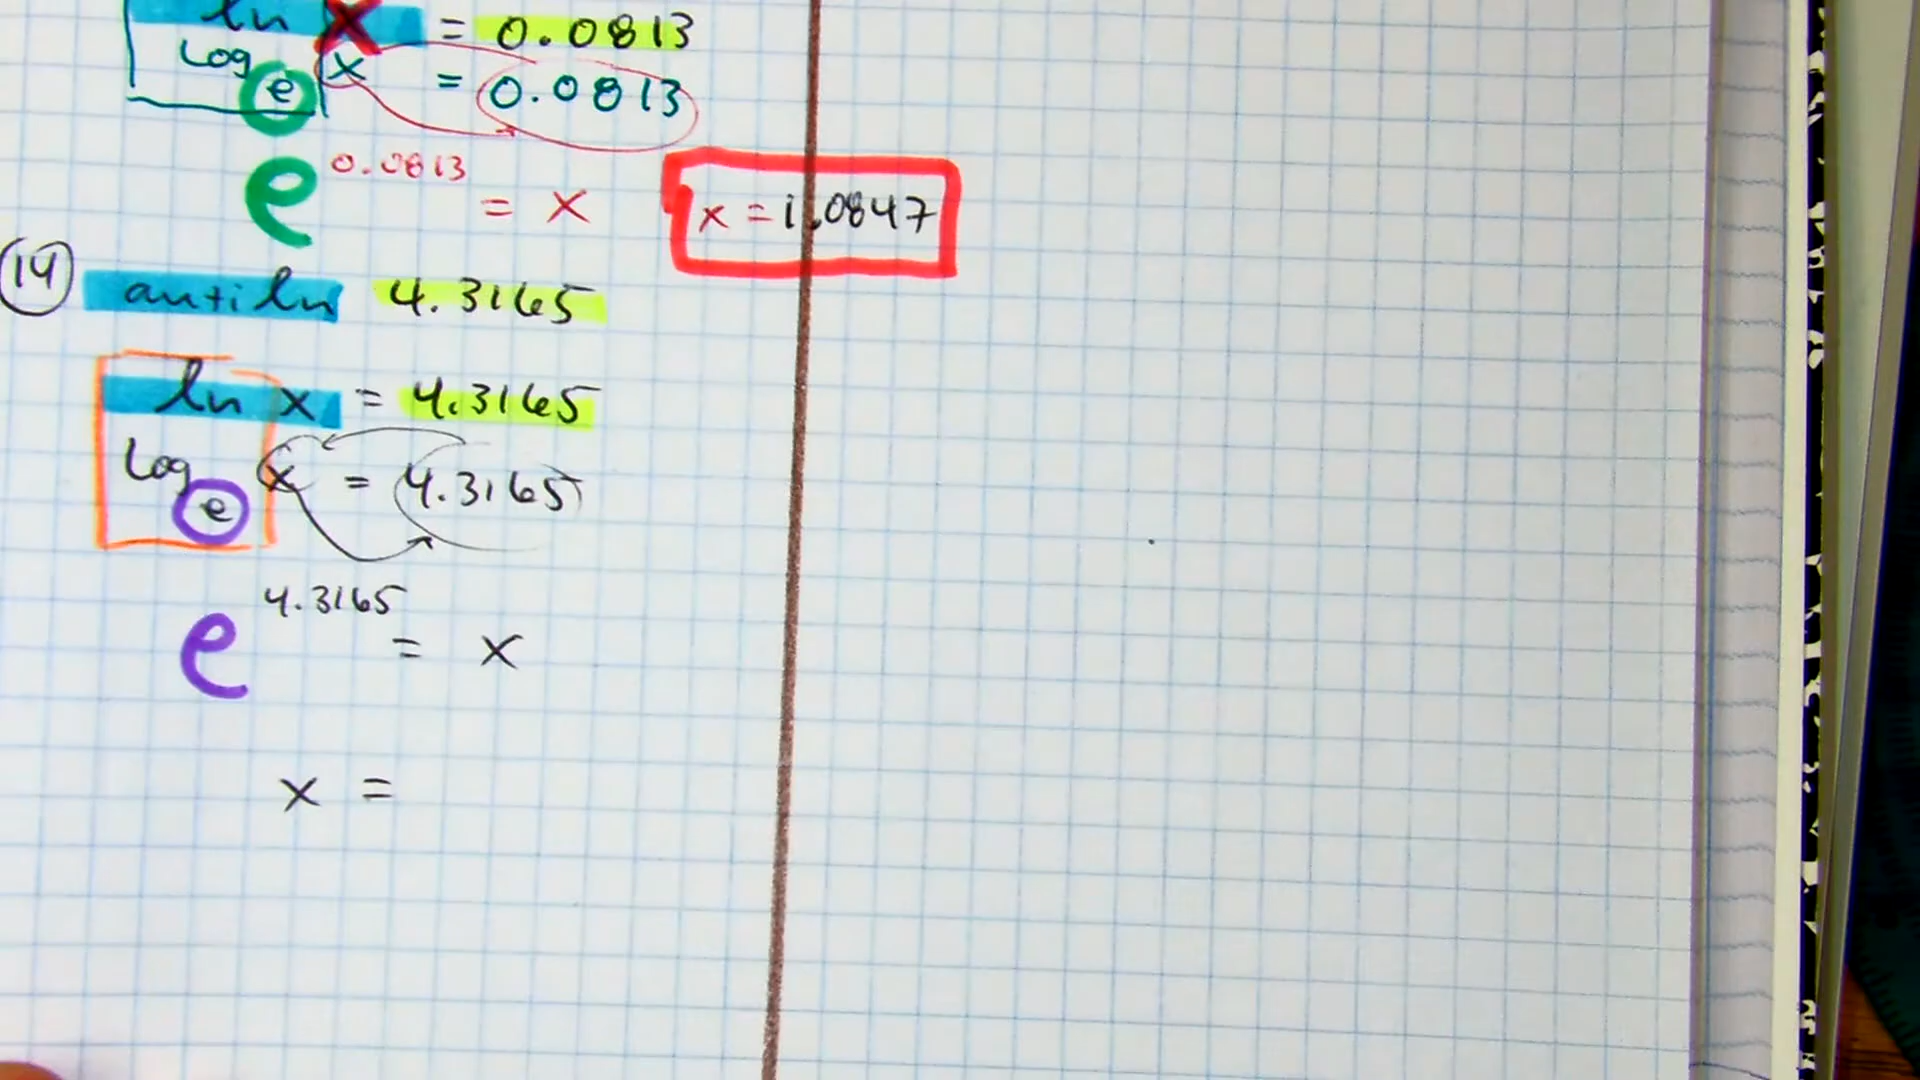 ln x = 0.0813
log e x = 0.0813
e 0.0813 = x
x = 1.0847
14 antiln 4.3165
ln x = 4.3165
log e x = 4.3165
e 4.3165 = x
x =